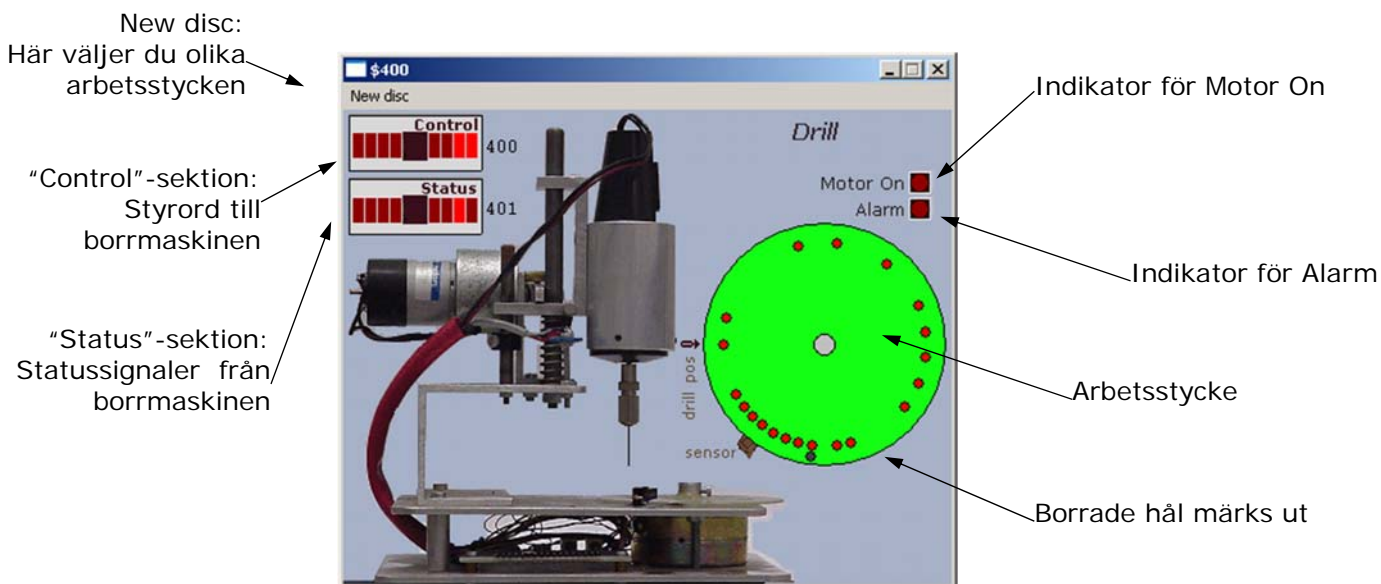 New disc:
Här väljer du olika
arbetsstycken
"Control"-sektion:
Styrord till
borrmaskinen
"Status"-sektion:
Statussignaler från
borrmaskinen
$400
New disc
Control
400
Status
401
Drill
Motor On
Alarm
0
drill pos
sensor
Indikator för Motor On
Indikator för Alarm
Arbetsstycke
Borrade hål märks ut